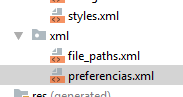 styles.xml
xml
file_paths.xml
preferencias.xml
res (generated)